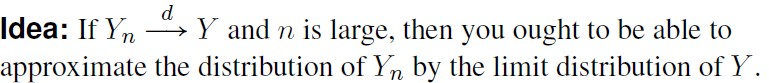 Idea: If Yₙ —d→ Y and n is large, then you ought to be able to
approximate the distribution of Yₙ by the limit distribution of Y.